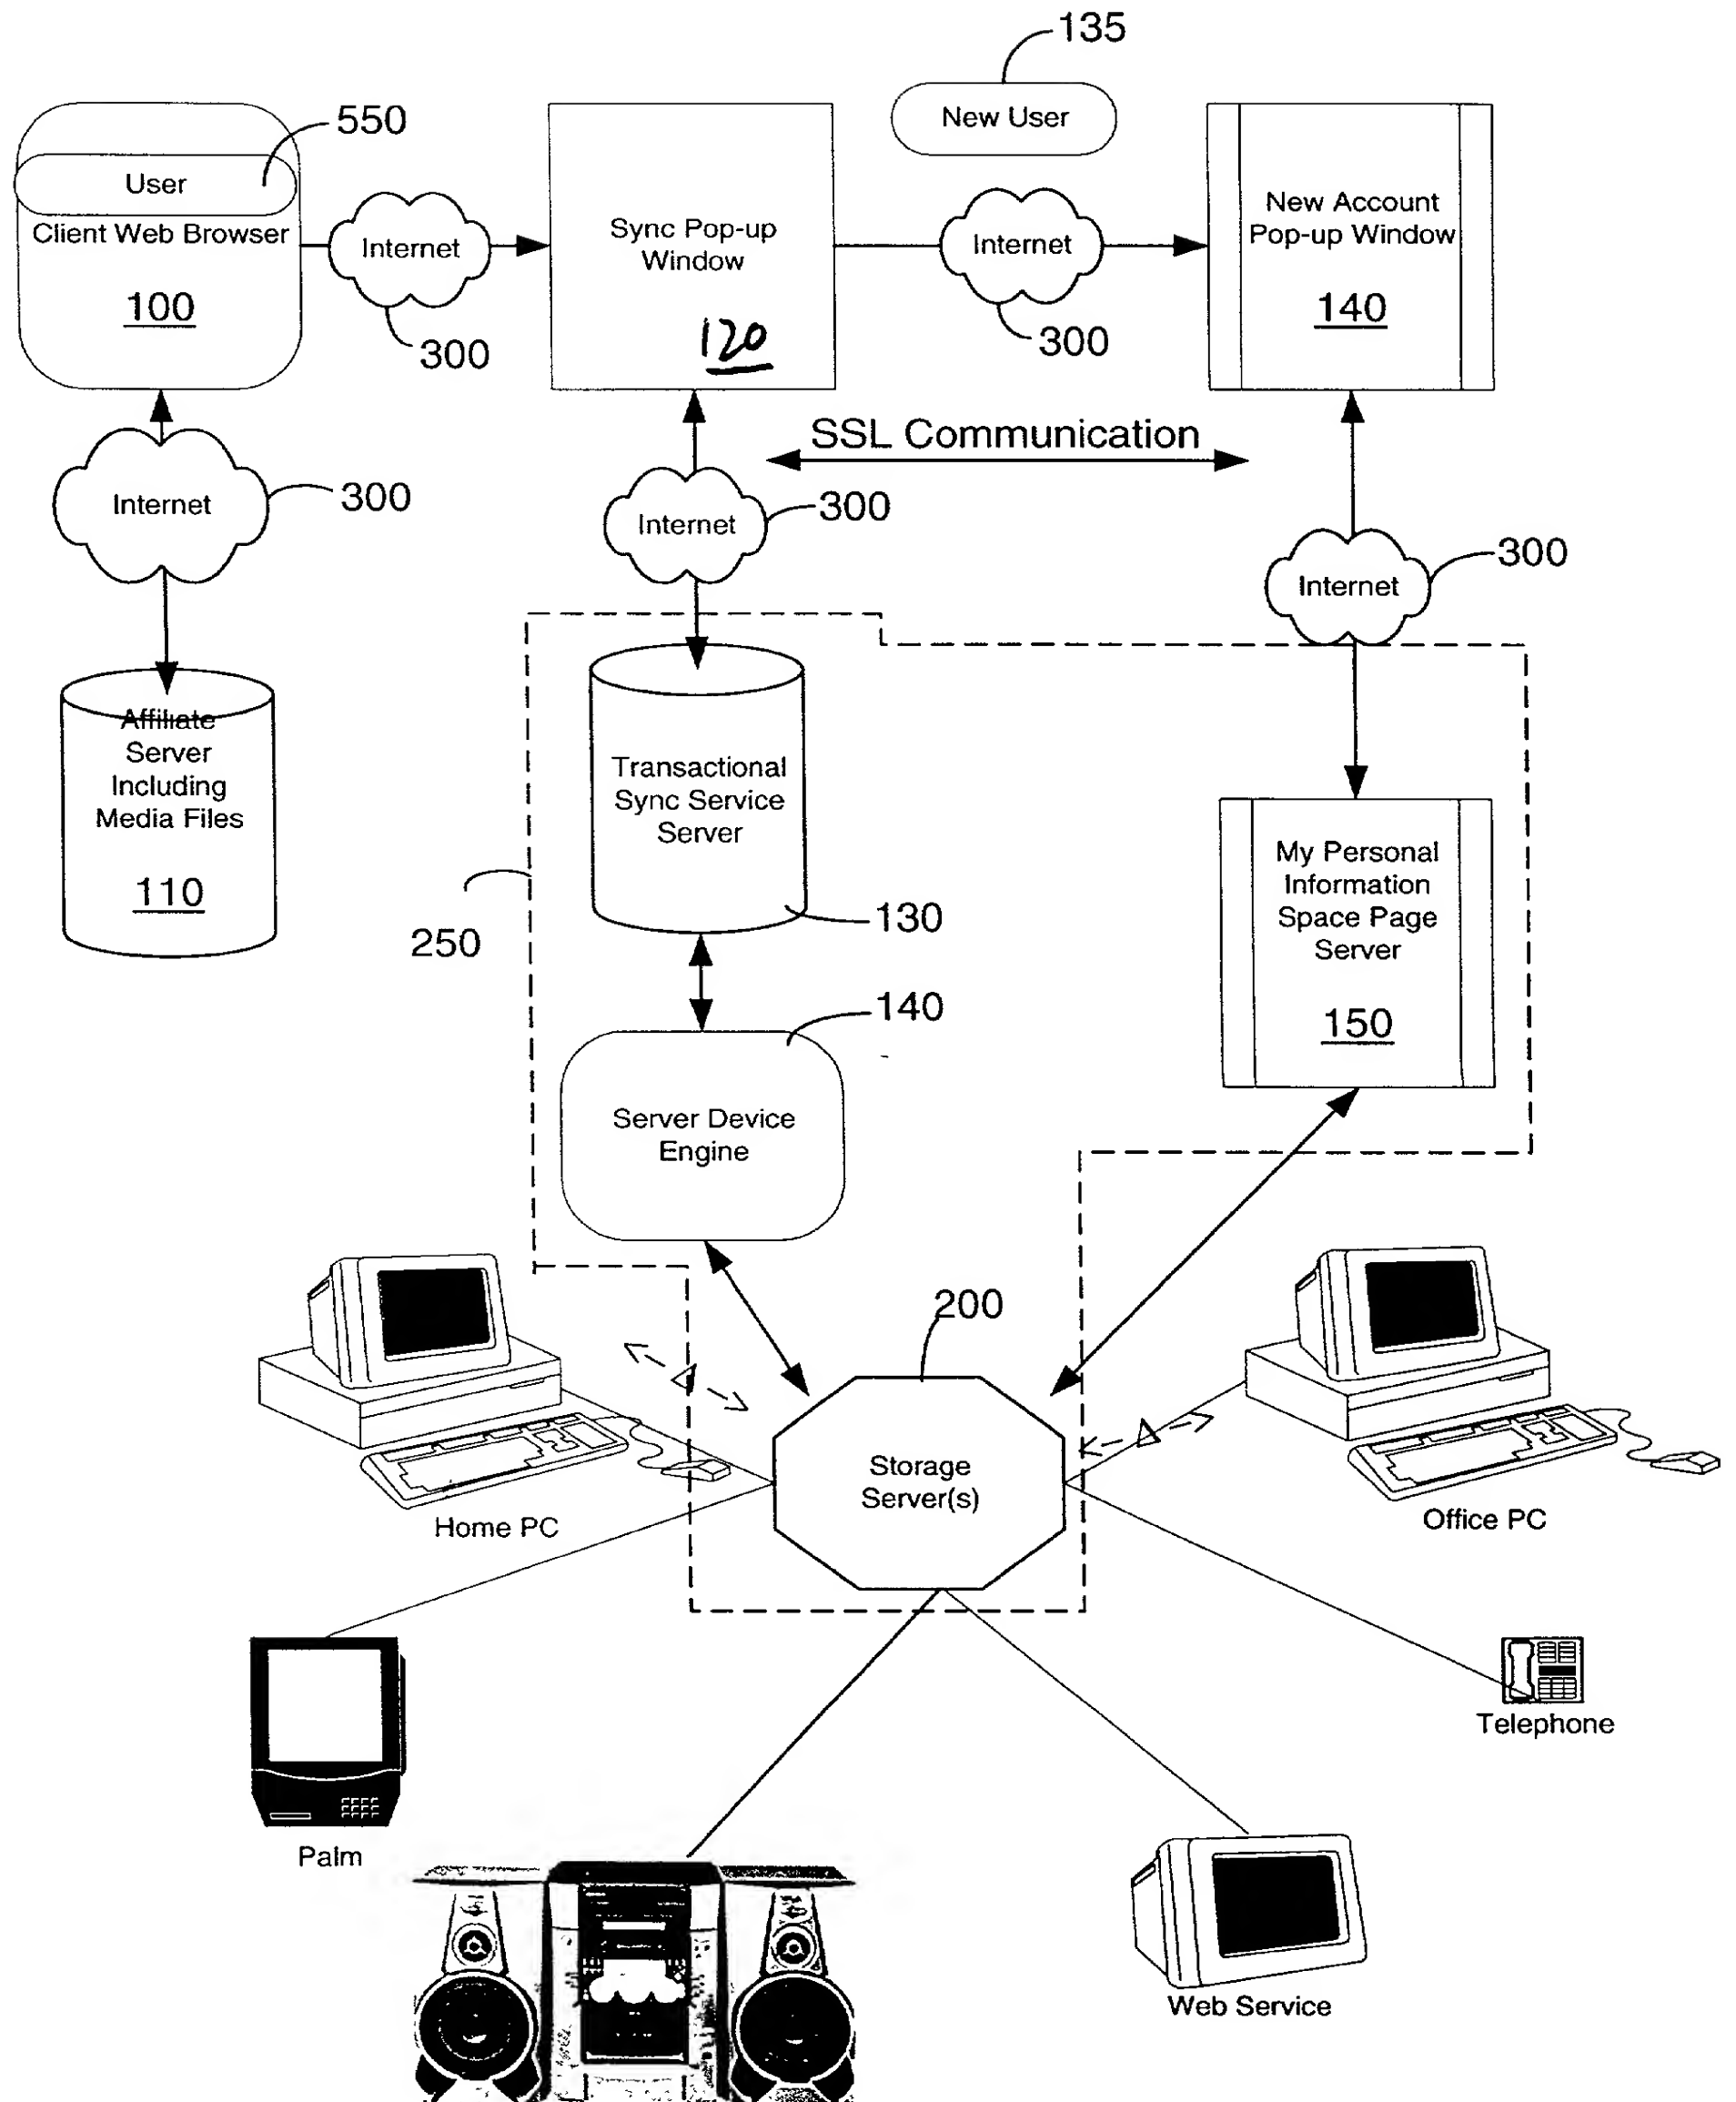 135
New User
550
User
Client Web Browser
100
Internet
300
Sync Pop-up
Window
120
Internet
300
New Account
Pop-up Window
140
SSL Communication
Internet
300
Internet
300
Internet
300
Affiliate
Server
Including
Media Files
110
Transactional
Sync Service
Server
130
250
My Personal
Information
Space Page
Server
150
140
Server Device
Engine
200
Storage
Server(s)
Home PC
Office PC
Telephone
Palm
Web Service